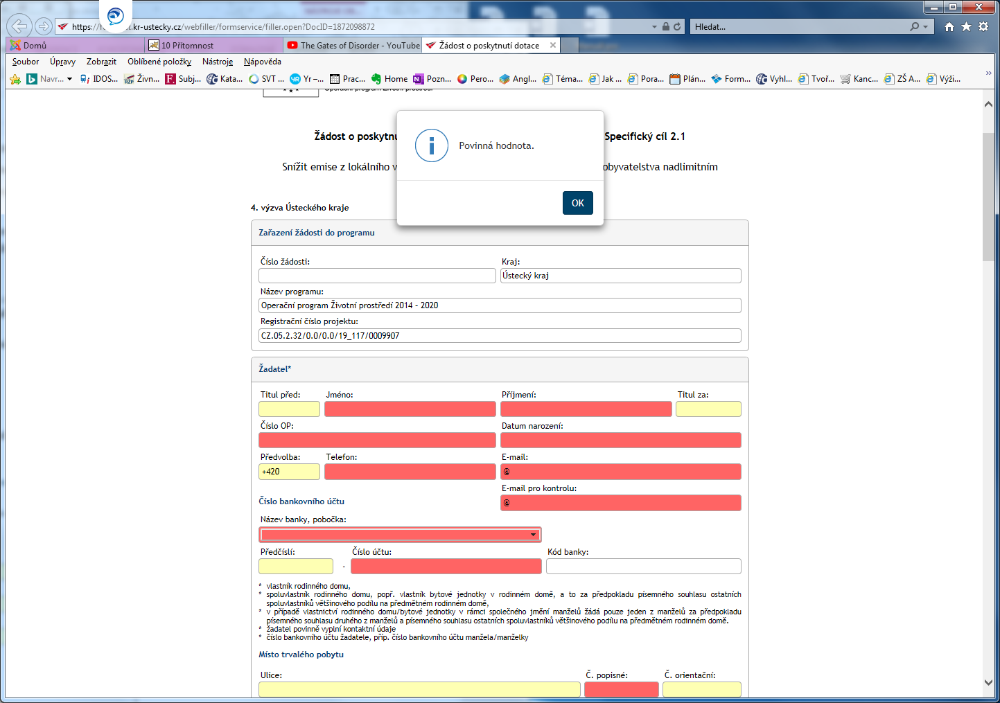 https://fo
st.kr-ustecky.cz/webfiller/formservice/filler.open?DocID=1872098872
Hledat...
Domů
10 Přítomnost
The Gates of Disorder - YouTube
Žádost o poskytnutí dotace
Soubor Úpravy Zobrazit Oblíbené položky Nástroje Nápověda
Navr... IDOS... Živn... Subj... Kata... SVT ... Yr –... Prac... Home Pozn... Pero... Angl... Téma... Jak ... Pora... Plán... Form... Vyhl... Tvoř... Kanc... ZŠ A... Výži...
Operační program Životní prostředí
Žádost o poskytnu
Specifický cíl 2.1
Povinná hodnota.
Snížit emise z lokálního v
obyvatelstva nadlimitním
OK
4. výzva Ústeckého kraje
Zařazení žádosti do programu
Číslo žádosti:
Kraj:
Ústecký kraj
Název programu:
Operační program Životní prostředí 2014 - 2020
Registrační číslo projektu:
CZ.05.2.32/0.0/0.0/19_117/0009907
Žadatel*
Titul před: Jméno: Příjmení: Titul za:
Číslo OP: Datum narození:
Předvolba: Telefon: E-mail:
+420 @
E-mail pro kontrolu:
Číslo bankovního účtu @
Název banky, pobočka:
Předčíslí: Číslo účtu: Kód banky:
-
* vlastník rodinného domu,
* spoluvlastník rodinného domu, popř. vlastník bytové jednotky v rodinném domě, a to za předpokladu písemného souhlasu ostatních
spoluvlastníků většinového podílu na předmětném rodinném domě,
* v případě vlastnictví rodinného domu/bytové jednotky v rámci společného jmění manželů žádá pouze jeden z manželů za předpokladu
písemného souhlasu druhého z manželů a písemného souhlasu ostatních spoluvlastníků většinového podílu na předmětném rodinném domě.
* žadatel povinně vyplní kontaktní údaje
* číslo bankovního účtu žadatele, příp. číslo bankovního účtu manžela/manželky
Místo trvalého pobytu
Ulice: Č. popisné: Č. orientační: